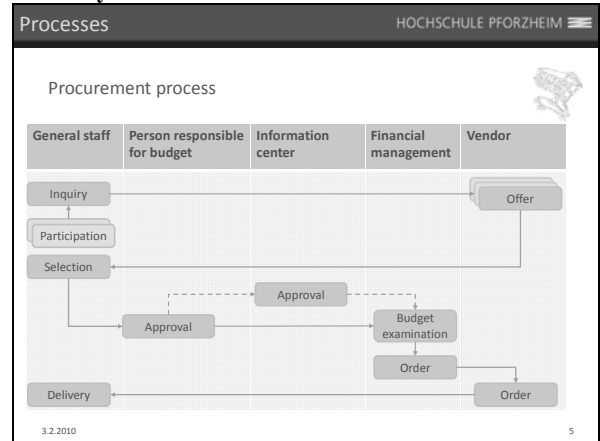 Processes
HOCHSCHULE PFORZHEIM
Procurement process
General staff
Person responsible
for budget
Information
center
Financial
management
Vendor
Inquiry
Offer
Participation
Selection
Approval
Approval
Budget
examination
Order
Delivery
Order
3.2.2010
5